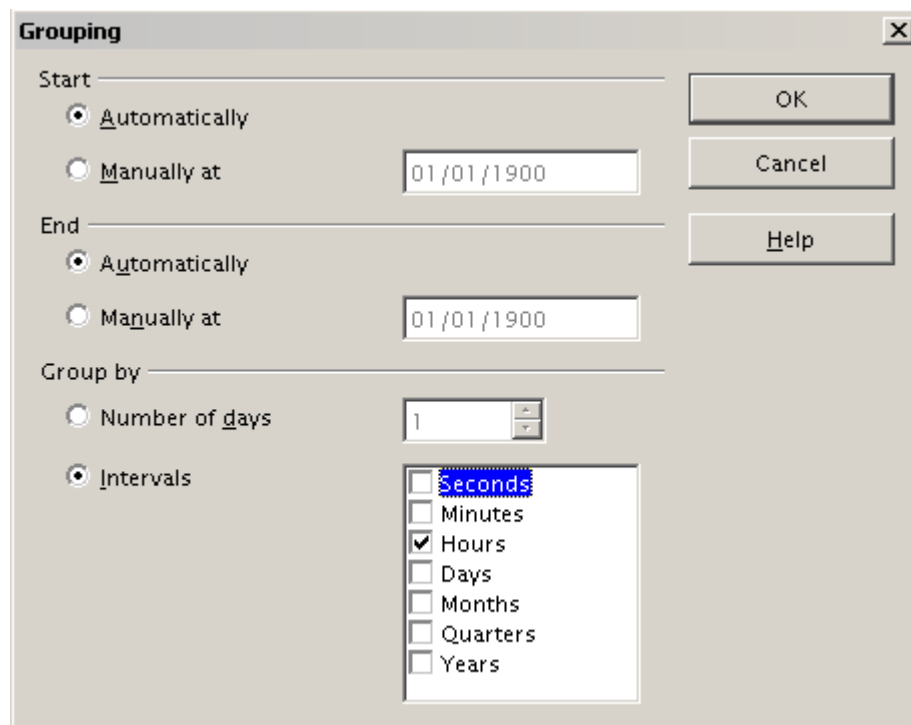 Grouping
Start
Automatically
Manually at 01/01/1900
End
Automatically
Manually at 01/01/1900
Group by
Number of days 1
Intervals
Seconds
Minutes
Hours
Days
Months
Quarters
Years
OK
Cancel
Help